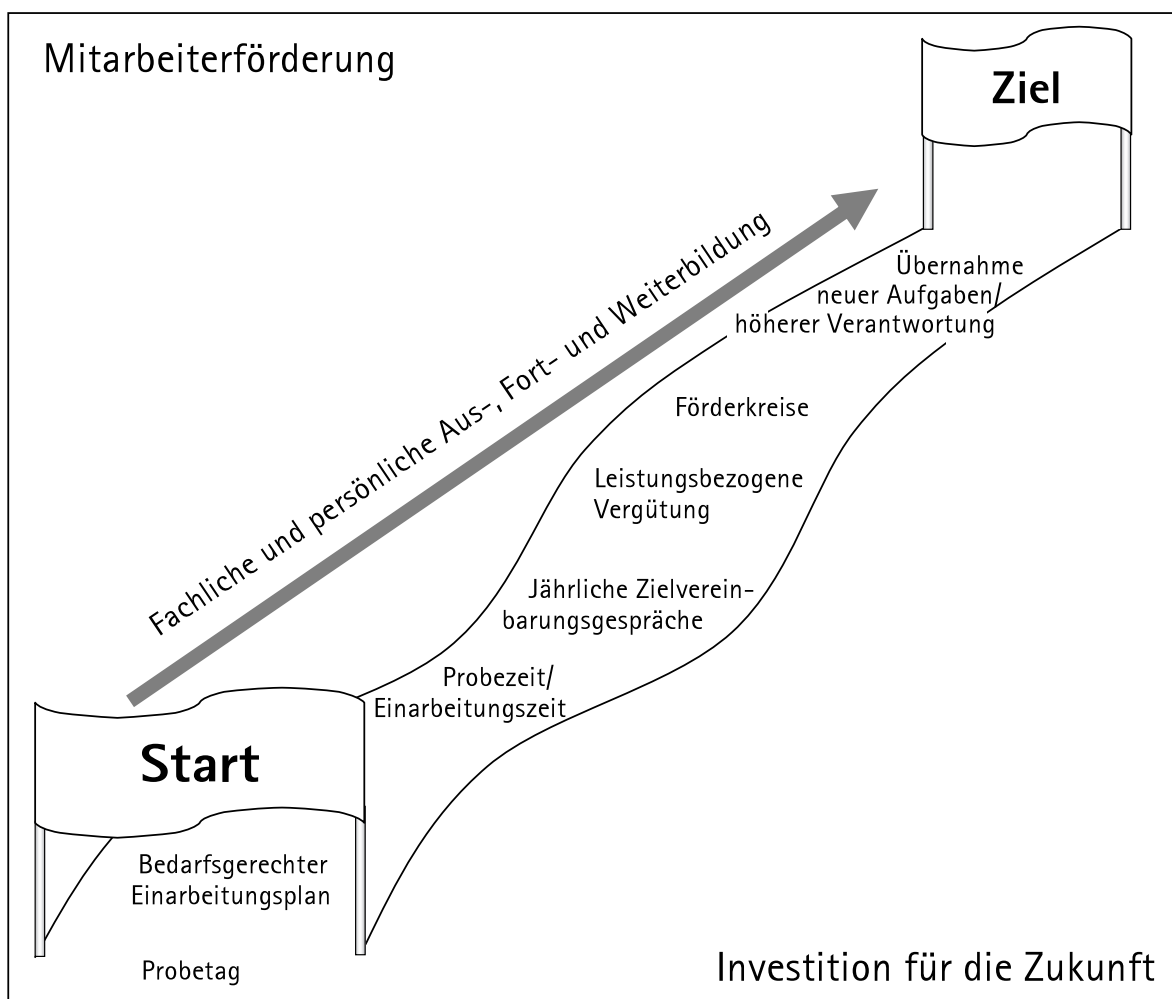 Mitarbeiterförderung
Ziel
Fachliche und persönliche Aus-, Fort- und Weiterbildung
Übernahme
neuer Aufgaben/
höherer Verantwortung
Förderkreise
Leistungsbezogene
Vergütung
Jährliche Zielverein-
barungsgespräche
Probezeit/
Einarbeitungszeit
Start
Bedarfsgerechter
Einarbeitungsplan
Probetag
Investition für die Zukunft